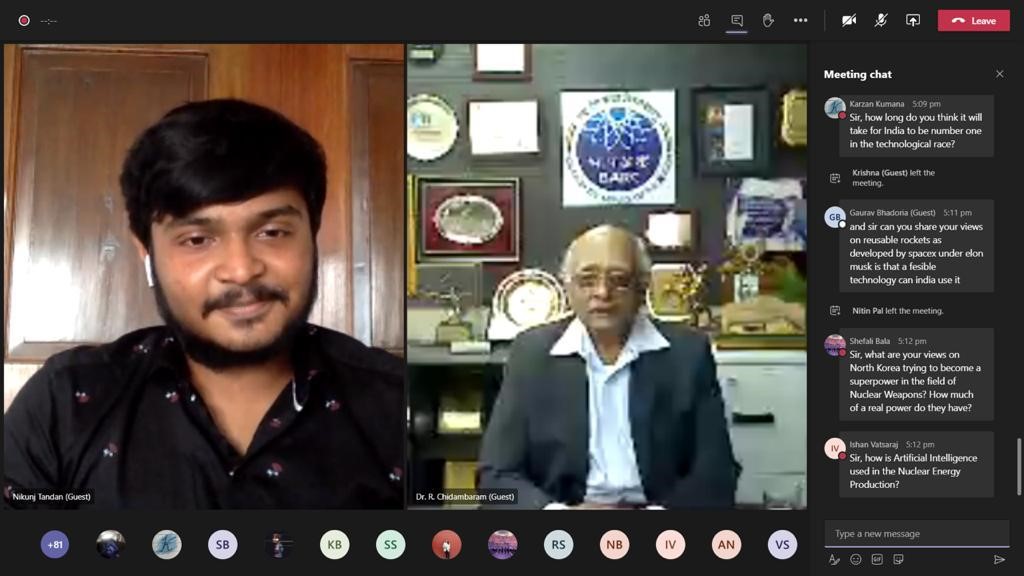 --:--
Leave
Meeting chat
Karzan Kumana 5:09 pm
Sir, how long do you think it will
take for India to be number one
in the technological race?
Krishna (Guest) left the
meeting.
GB
Gaurav Bhadoria (Guest) 5:11 pm
and sir can you share your views
on reusable rockets as
developed by spacex under elon
musk is that a fesible
technology can india use it
Nitin Pal left the meeting.
Shefali Bala 5:12 pm
Sir, what are your views on
North Korea trying to become a
superpower in the field of
Nuclear Weapons? How much
of a real power do they have?
IV
Ishan Vatsaraj 5:12 pm
Sir, how is Artificial Intelligence
used in the Nuclear Energy
Production?
Type a new message
GIF
BARC
Nikunj Tandan (Guest)
Dr. R. Chidambaram (Guest)
+81
SB
KB
SS
RS
NB
IV
AN
VS